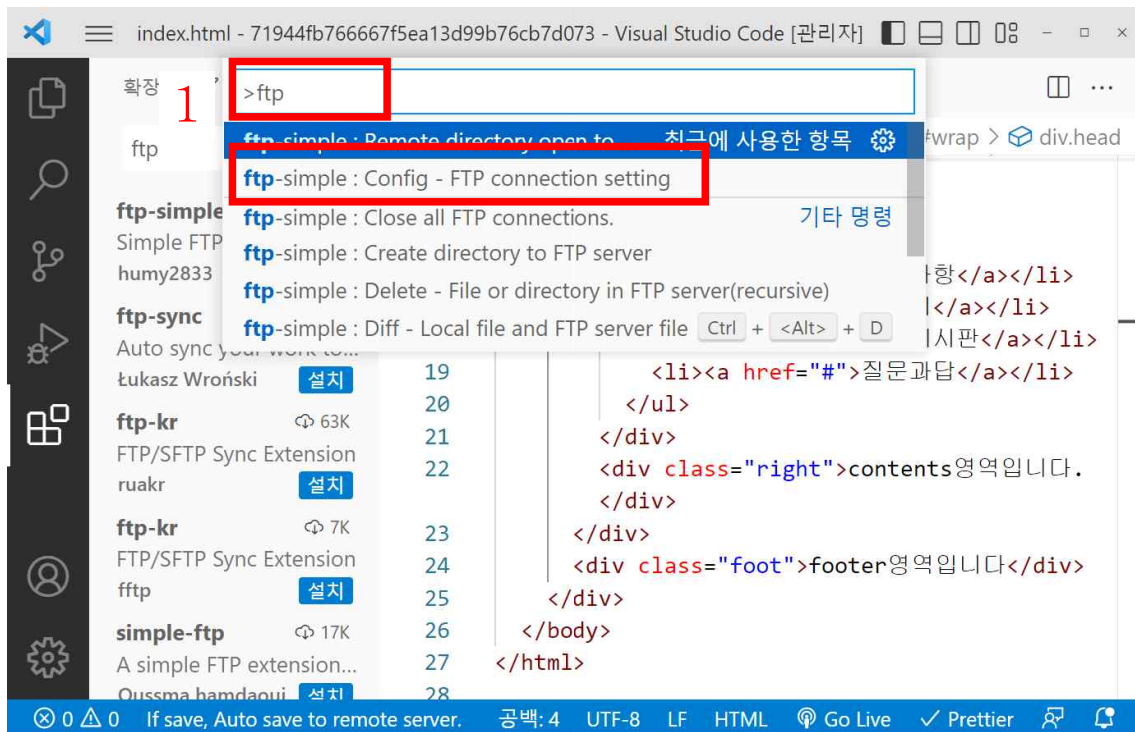 index.html - 71944fb766667f5ea13d99b76cb7d073 - Visual Studio Code [관리자]
확장
1
>ftp
ftp
ftp-simple : Remote directory open to 최근에 사용한 항목
#wrap > div.head
ftp-simple : Config - FTP connection setting
ftp-simple : Close all FTP connections. 기타 명령
ftp-simple : Create directory to FTP server
ftp-simple : Delete - File or directory in FTP server(recursive)
ftp-simple : Diff - Local file and FTP server file Ctrl + <Alt> + D
ftp-simple
Simple FTP
humy2833
ftp-sync
Auto sync your work to...
Łukasz Wroński 설치
ftp-kr 63K
FTP/SFTP Sync Extension
ruakr 설치
ftp-kr 7K
FTP/SFTP Sync Extension
fftp 설치
simple-ftp 17K
A simple FTP extension...
Oussma hamdaoui 설치
항</a></li>
</a></li>
시판</a></li>
19 <li><a href="#">질문과답</a></li>
20 </ul>
21 </div>
22 <div class="right">contents영역입니다.
</div>
23 </div>
24 <div class="foot">footer영역입니다</div>
25 </div>
26 </body>
27 </html>
28
0 0 If save, Auto save to remote server. 공백: 4 UTF-8 LF HTML Go Live Prettier